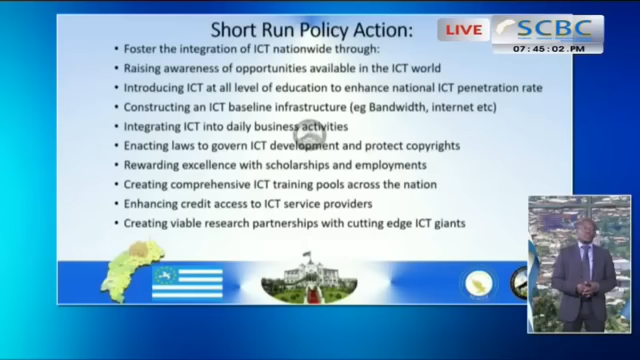 Short Run Policy Action:
LIVE
SCBC
07:45:02 PM
• Foster the integration of ICT nationwide through:
• Raising awareness of opportunities available in the ICT world
• Introducing ICT at all level of education to enhance national ICT penetration rate
• Constructing an ICT baseline infrastructure (eg Bandwidth, internet etc)
• Integrating ICT into daily business activities
• Enacting laws to govern ICT development and protect copyrights
• Rewarding excellence with scholarships and employments
• Creating comprehensive ICT training pools across the nation
• Enhancing credit access to ICT service providers
• Creating viable research partnerships with cutting edge ICT giants